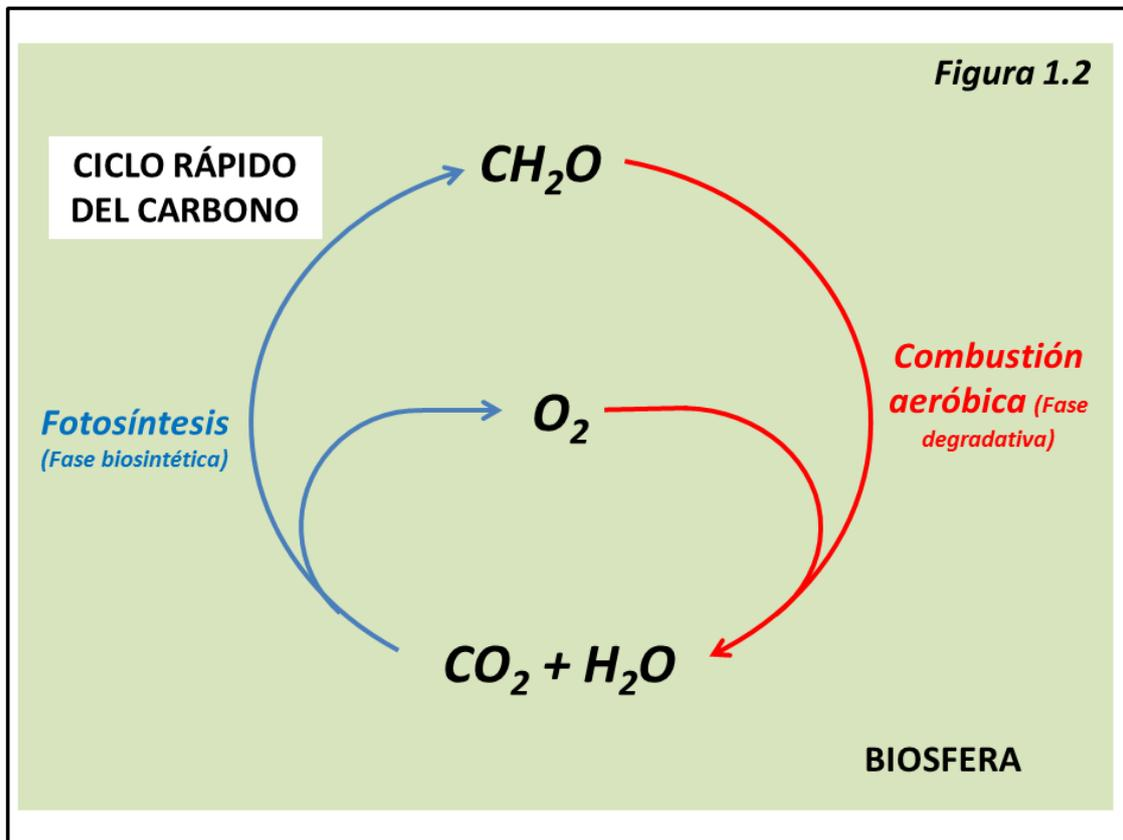 Figura 1.2
CICLO RÁPIDO
DEL CARBONO
CH₂O
Combustión
aeróbica (Fase
degradativa)
Fotosíntesis
(Fase biosintética)
O₂
CO₂ + H₂O
BIOSFERA